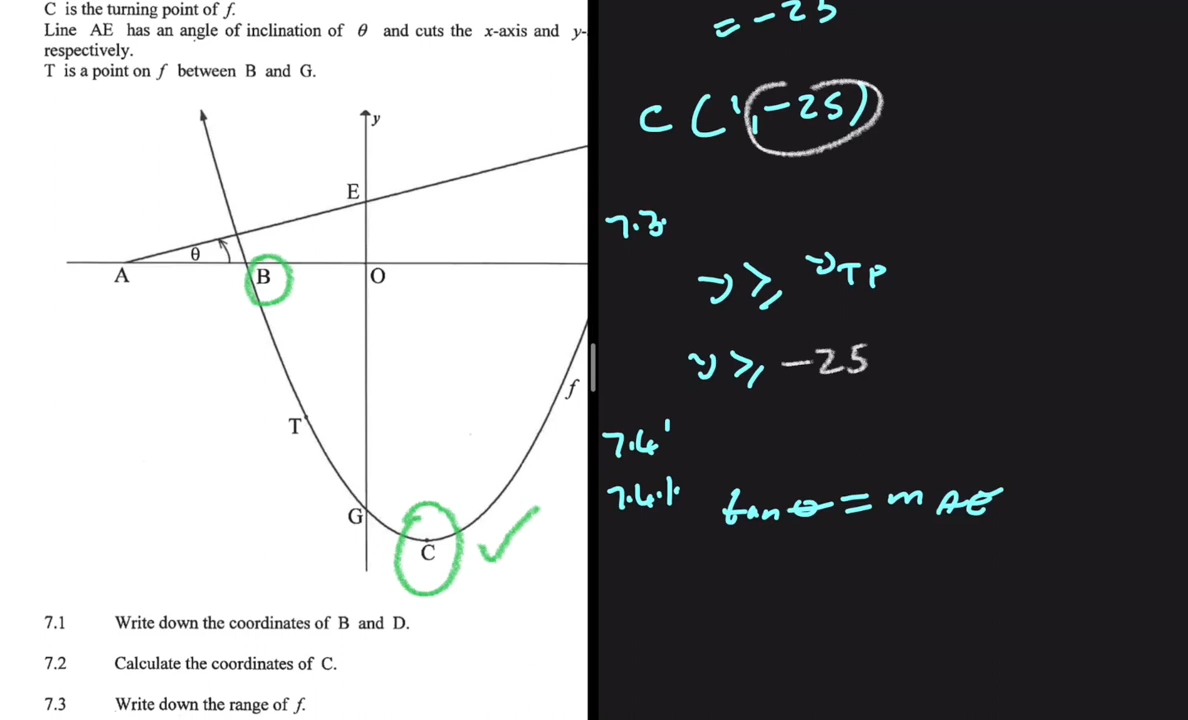 C is the turning point of f.
Line AE has an angle of inclination of θ and cuts the x-axis and y-
respectively.
T is a point on f between B and G.
y
E
θ
A
B
O
T
f
G
C
7.1 Write down the coordinates of B and D.
7.2 Calculate the coordinates of C.
7.3 Write down the range of f.
= -25
C (1, -25)
7.3
y ≥ yTP
y ≥ -25
7.4
7.4.1 tan θ = m AE